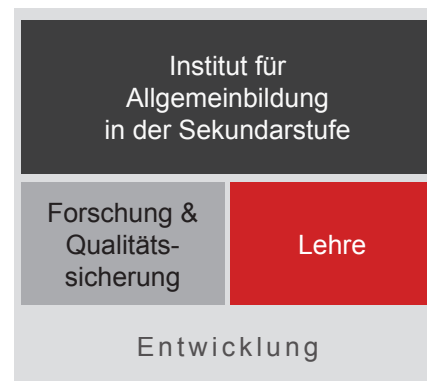 Institut für
Allgemeinbildung
in der Sekundarstufe
Forschung &
Qualitäts-
sicherung
Lehre
Entwicklung